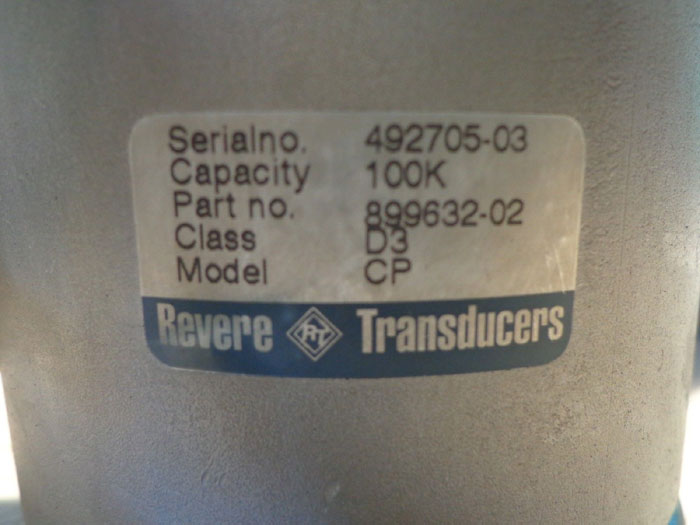 Serialno. 492705-03
Capacity 100K
Part no. 899632-02
Class D3
Model CP
Revere RT Transducers